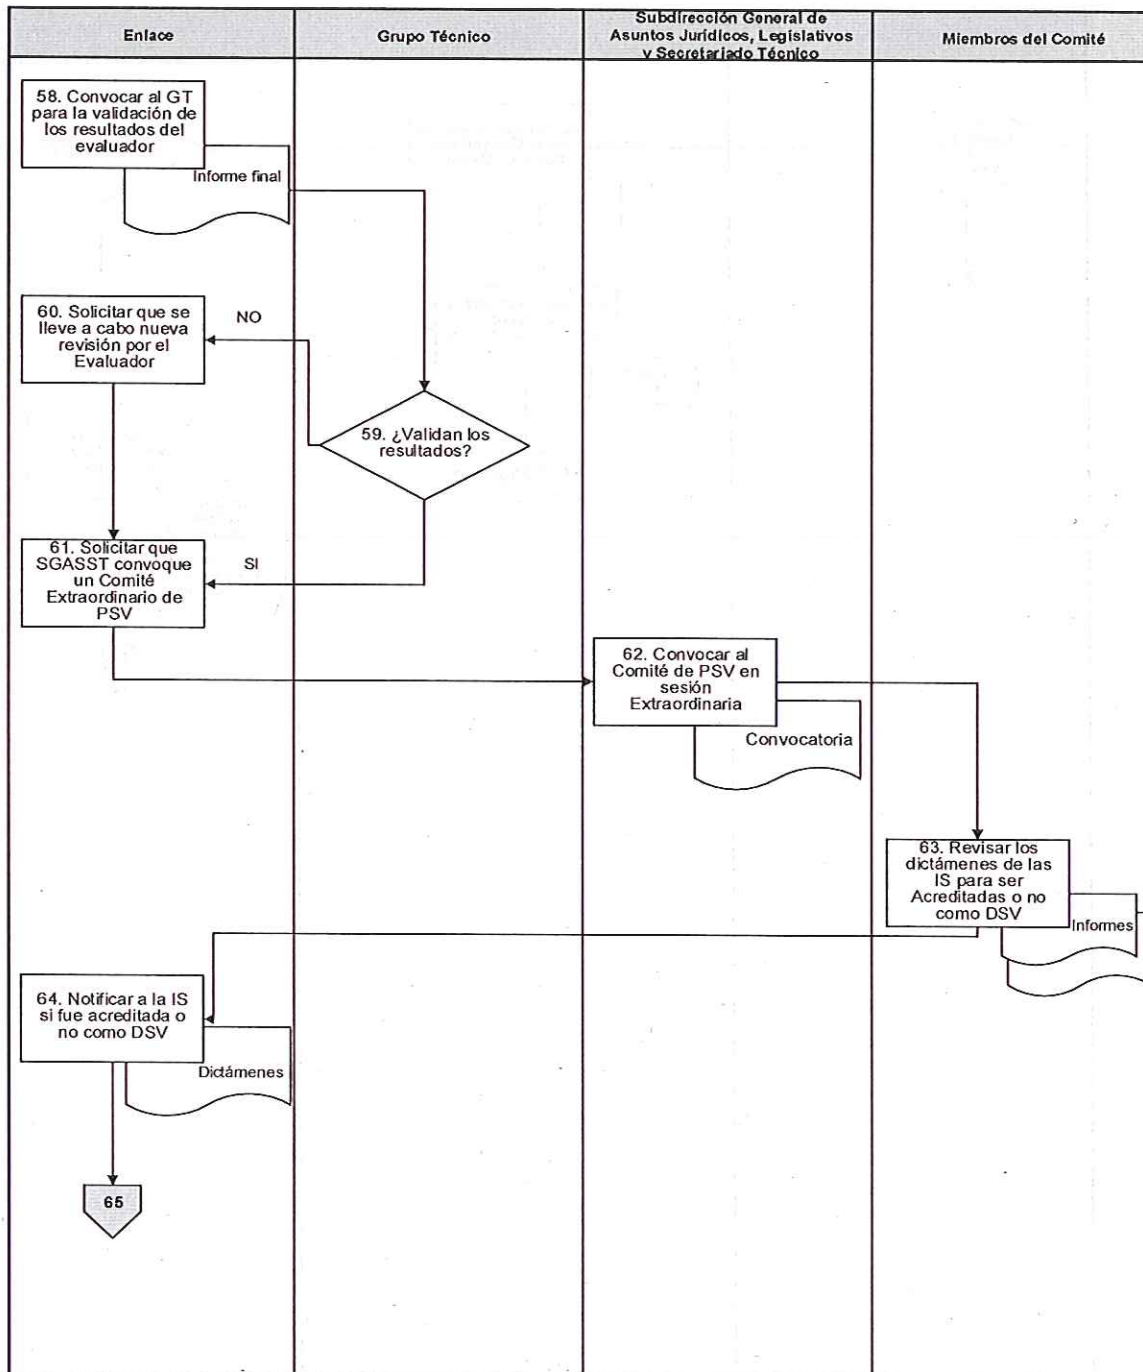 Enlace
Grupo Técnico
Subdirección General de
Asuntos Jurídicos, Legislativos
y Secretariado Técnico
Miembros del Comité
58. Convocar al GT
para la validación de
los resultados del
evaluador
Informe final
60. Solicitar que se
lleve a cabo nueva
revisión por el
Evaluador
NO
59. ¿Validan los
resultados?
61. Solicitar que
SGASST convoque
un Comité
Extraordinario de
PSV
SI
62. Convocar al
Comité de PSV en
sesión
Extraordinaria
Convocatoria
63. Revisar los
dictámenes de las
IS para ser
Acreditadas o no
como DSV
Informes
64. Notificar a la IS
si fue acreditada o
no como DSV
Dictámenes
65